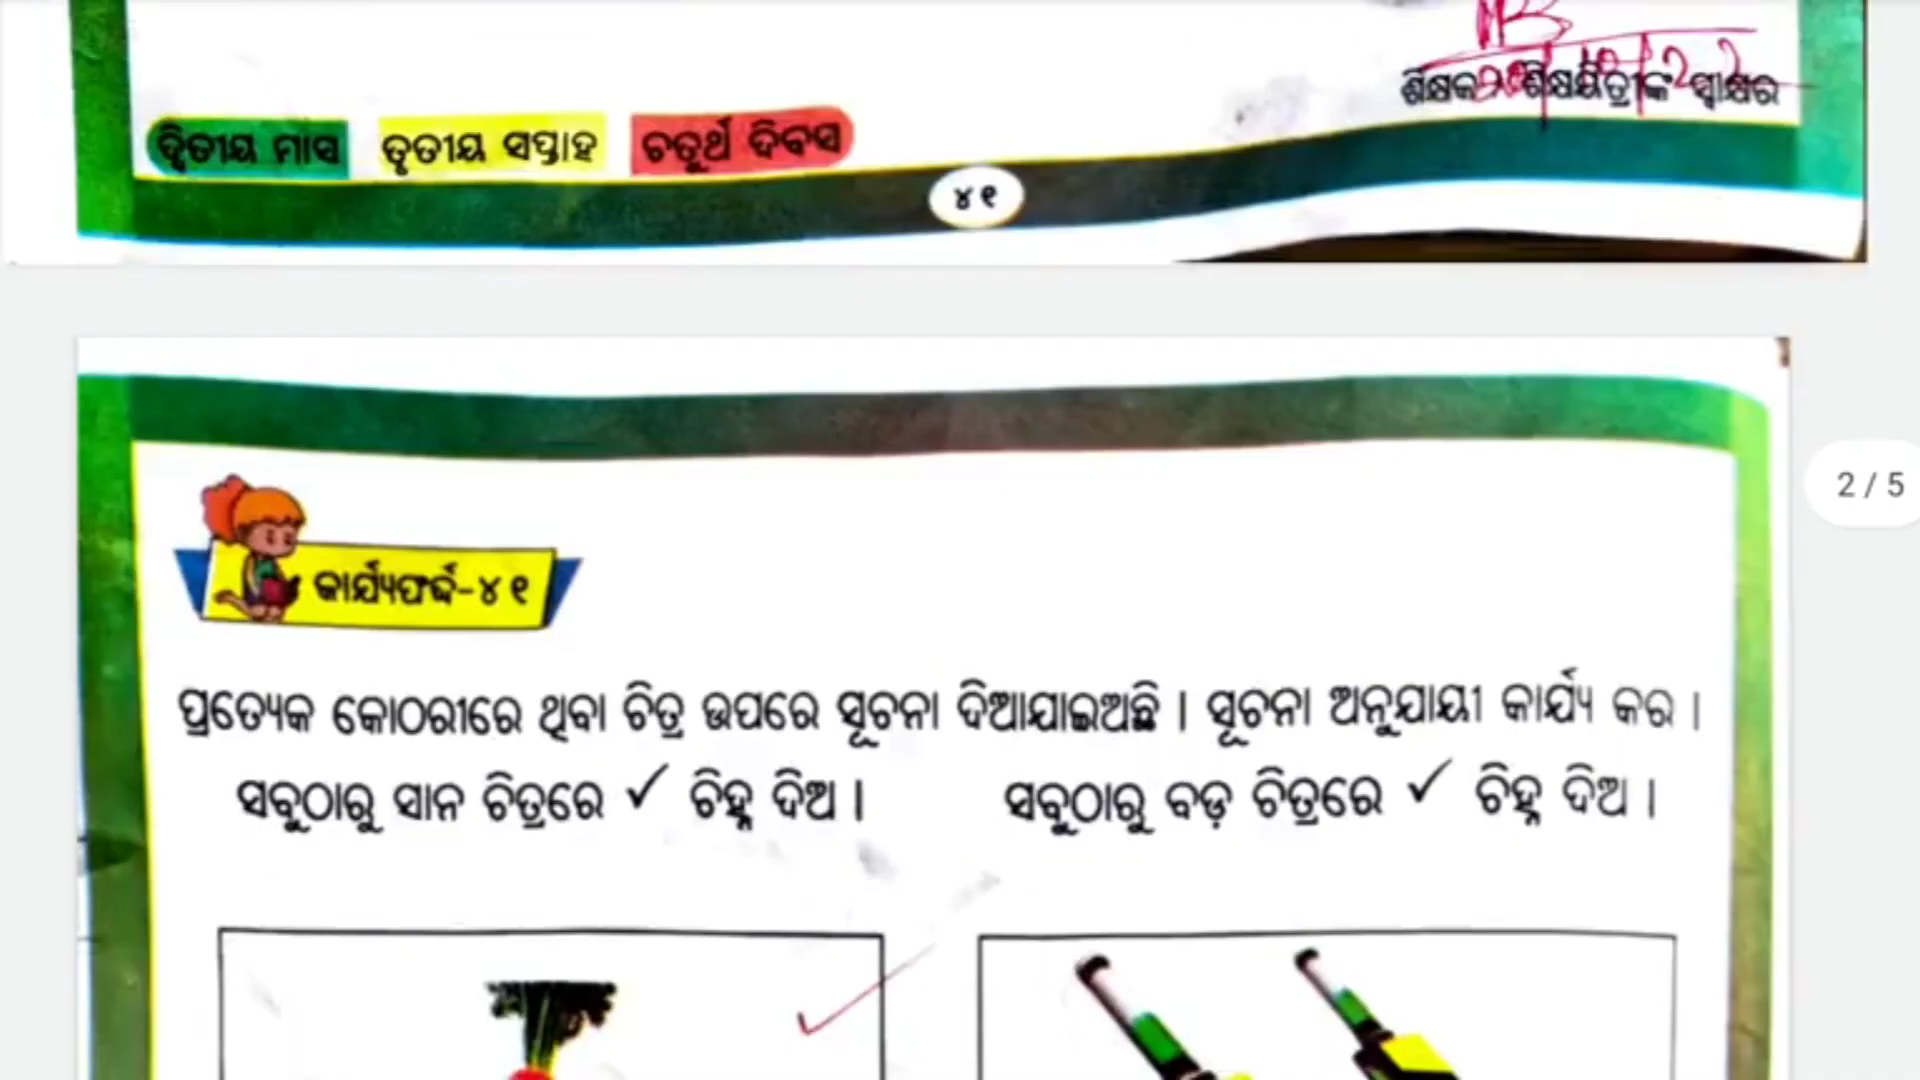 ଶିକ୍ଷକ/ଶିକ୍ଷୟିତ୍ରୀଙ୍କ ସ୍ୱାକ୍ଷର
ଦ୍ୱିତୀୟ ମାସ ତୃତୀୟ ସପ୍ତାହ ଚତୁର୍ଥ ଦିବସ
୪୧
2 / 5
କାର୍ଯ୍ୟଫର୍ଦ୍ଦ-୪୧
ପ୍ରତ୍ୟେକ କୋଠରୀରେ ଥିବା ଚିତ୍ର ଉପରେ ସୂଚନା ଦିଆଯାଇଅଛି । ସୂଚନା ଅନୁଯାୟୀ କାର୍ଯ୍ୟ କର ।
ସବୁଠାରୁ ସାନ ଚିତ୍ରରେ ✓ ଚିହ୍ନ ଦିଅ । ସବୁଠାରୁ ବଡ଼ ଚିତ୍ରରେ ✓ ଚିହ୍ନ ଦିଅ ।